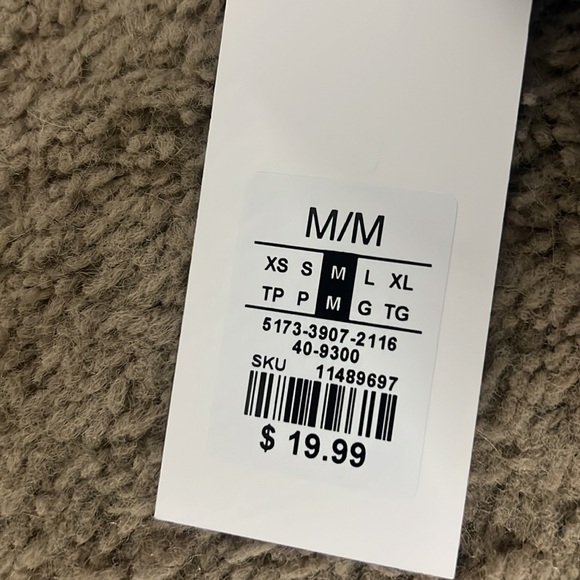 M/M
XS S M L XL
TP P M G TG
5173-3907-2116
40-9300
SKU 11489697
$ 19.99